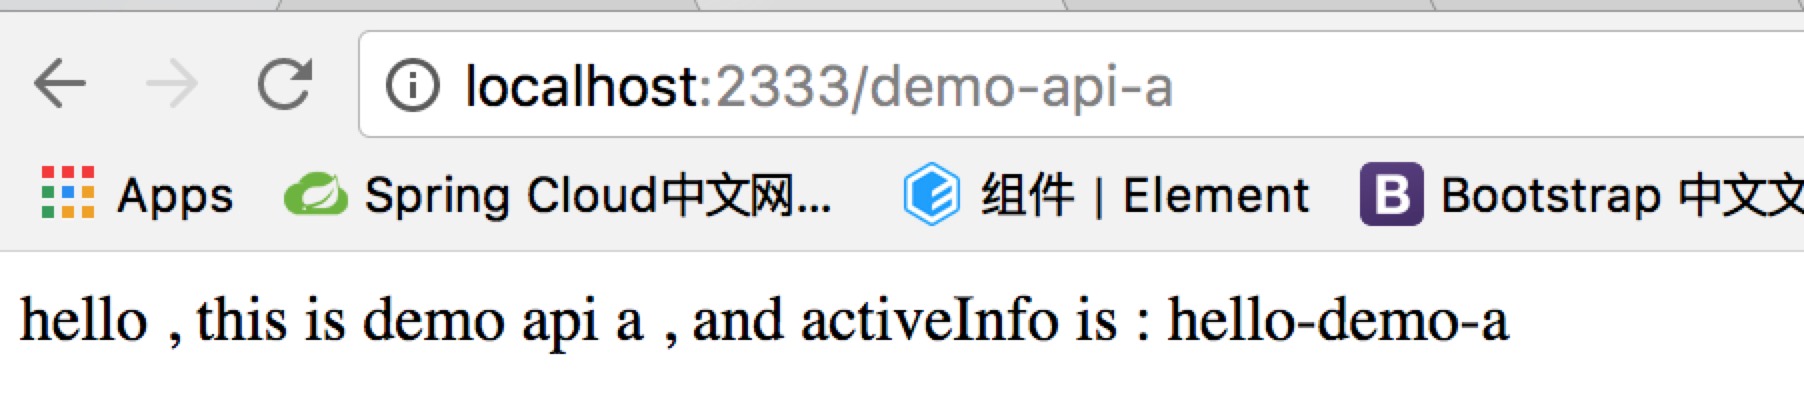 localhost:2333/demo-api-a
Apps Spring Cloud中文网... 组件 | Element B Bootstrap 中文文
hello , this is demo api a , and activeInfo is : hello-demo-a